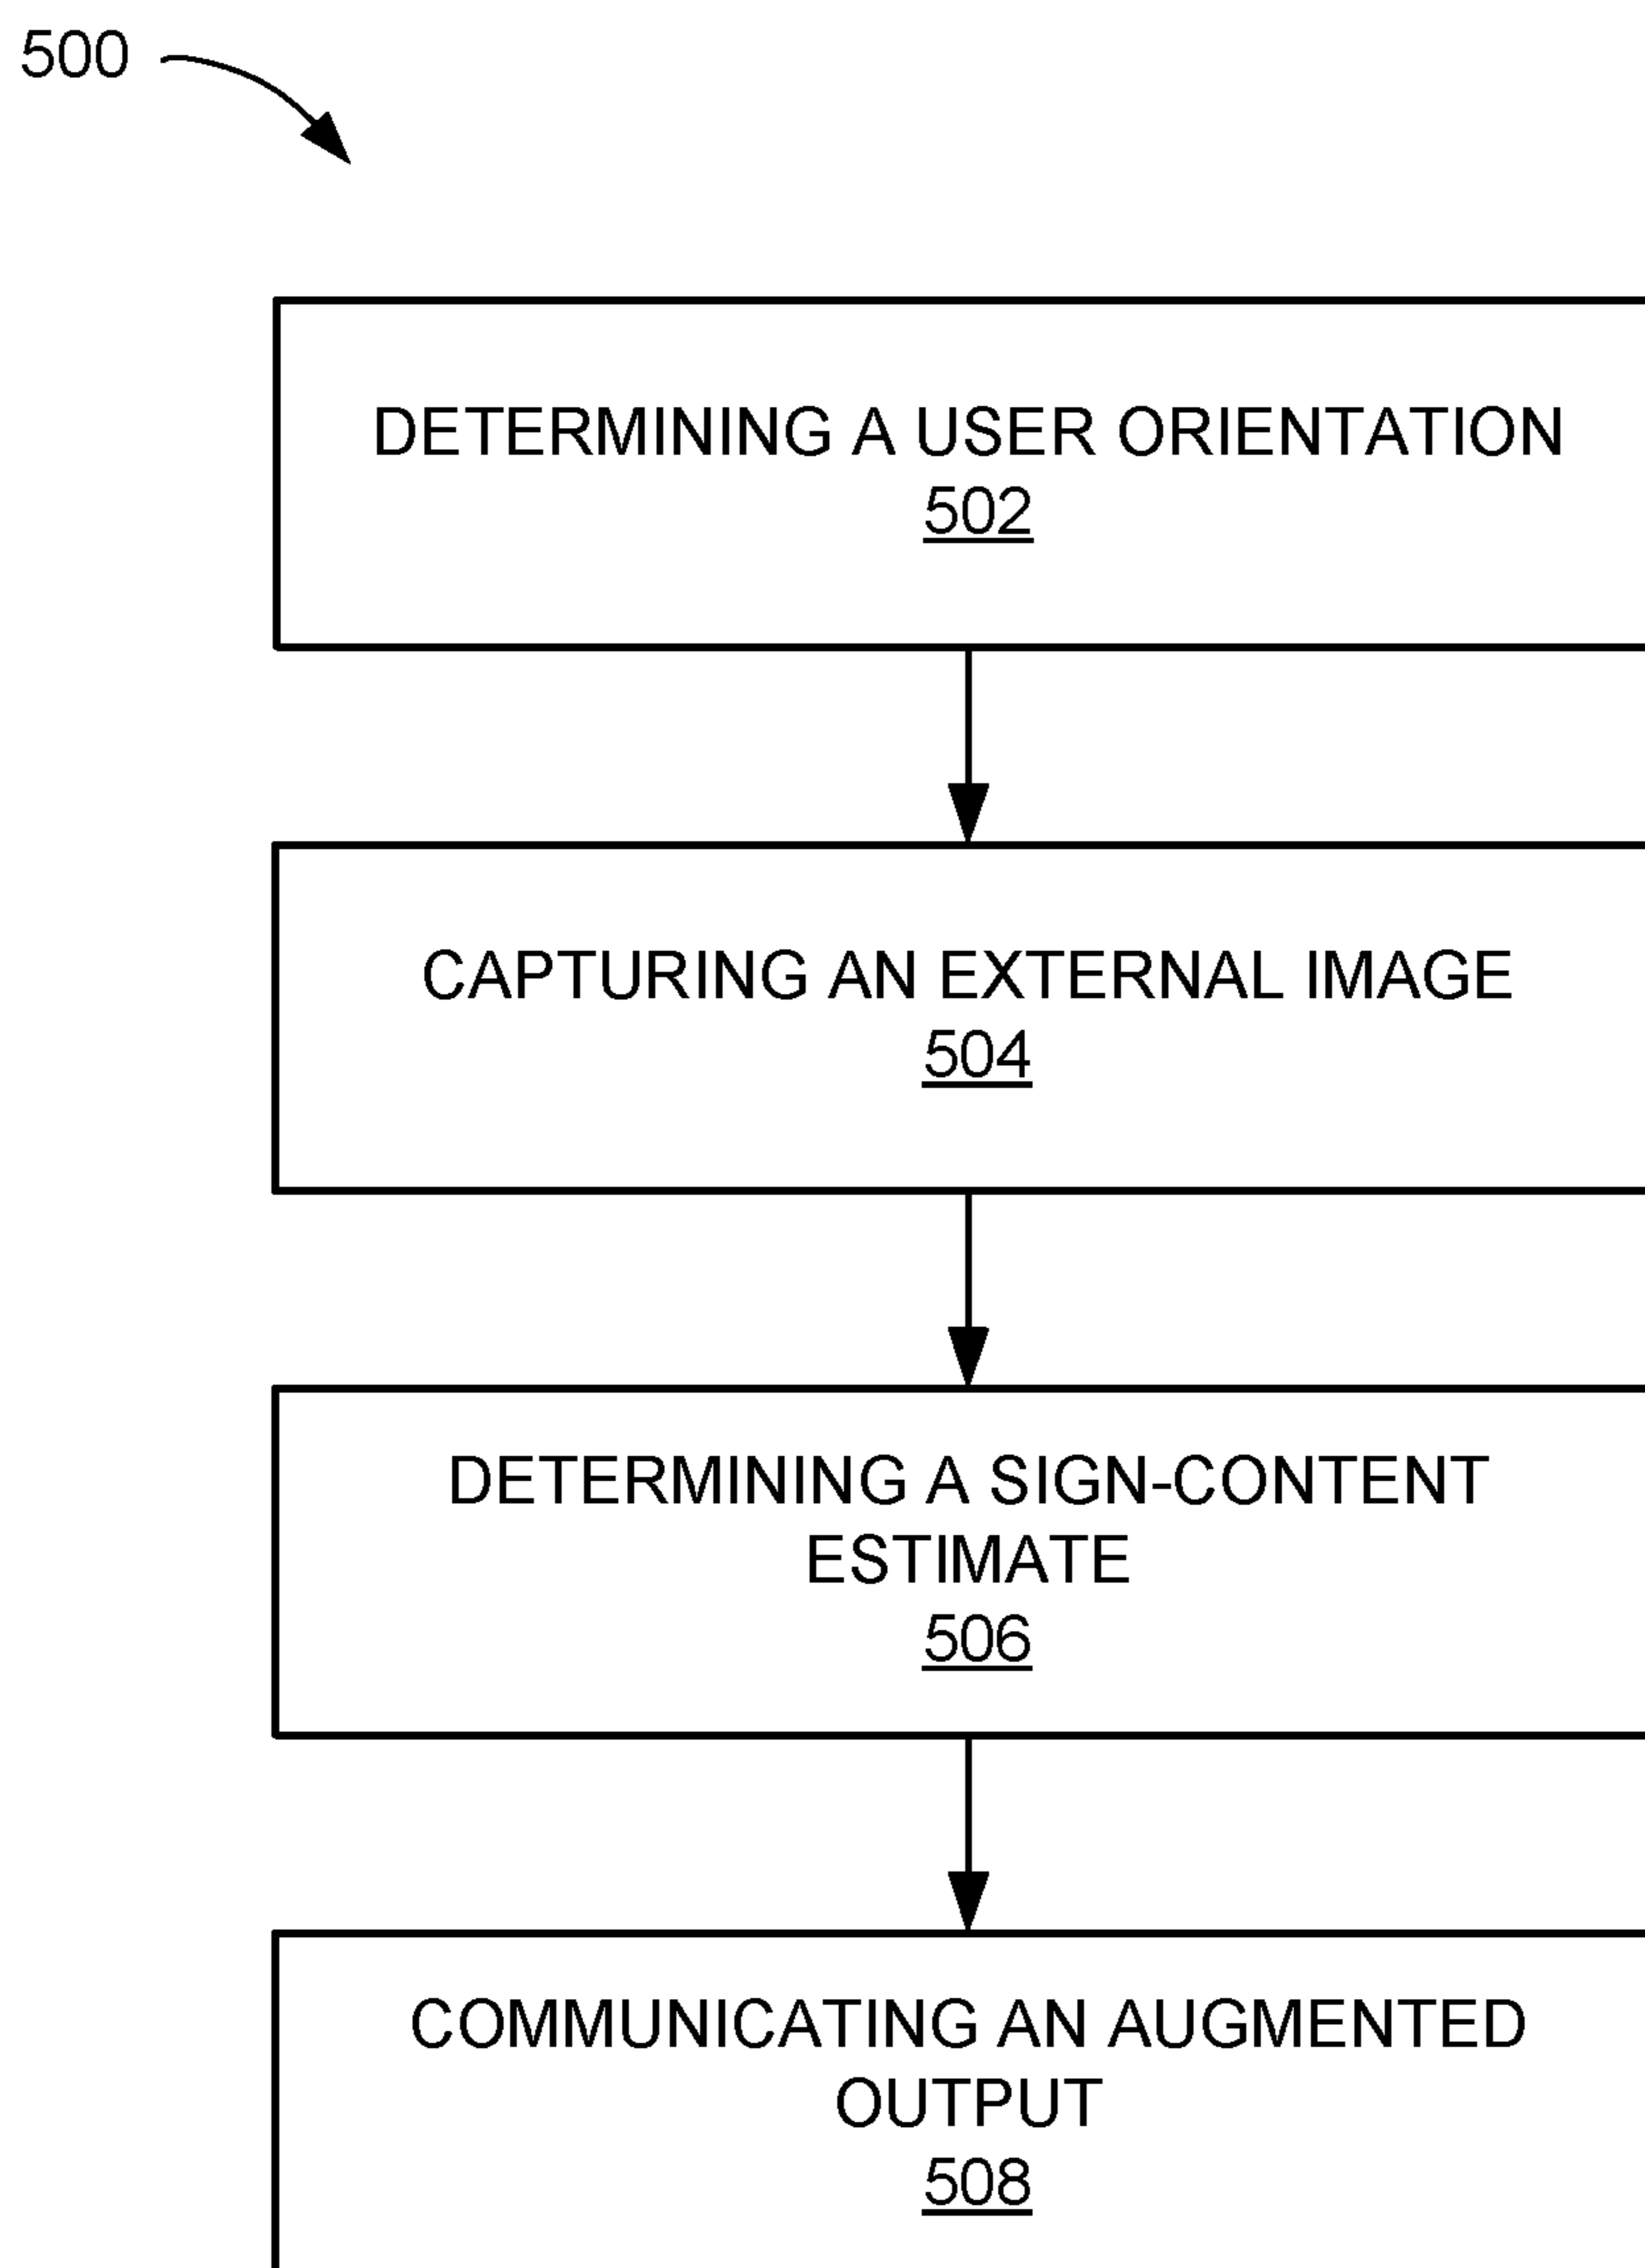 500
DETERMINING A USER ORIENTATION
502
CAPTURING AN EXTERNAL IMAGE
504
DETERMINING A SIGN-CONTENT
ESTIMATE
506
COMMUNICATING AN AUGMENTED
OUTPUT
508